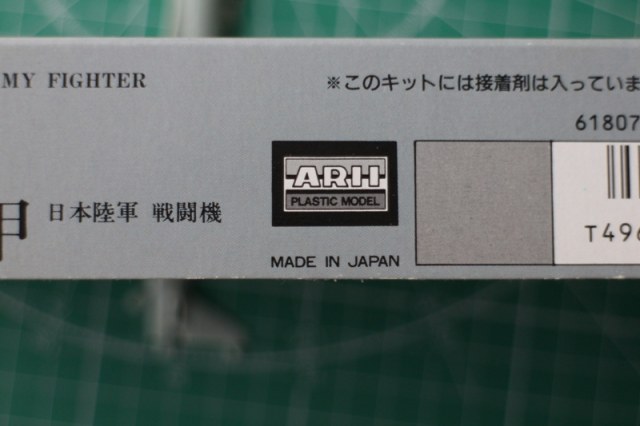 MY FIGHTER
※このキットには接着剤は入っていま
61807
ARII
PLASTIC MODEL
日本陸軍 戦闘機
T496
MADE IN JAPAN